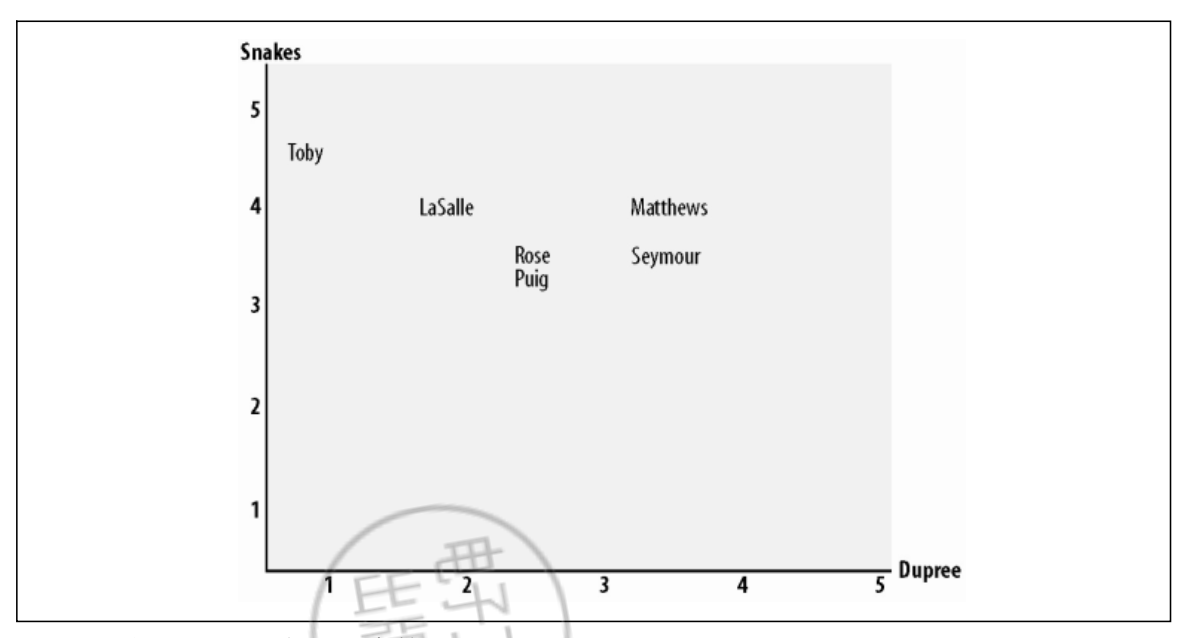 Snakes
5
Toby
4
LaSalle Matthews
Rose Seymour
Puig
3
2
1
Dupree
1 2 3 4 5